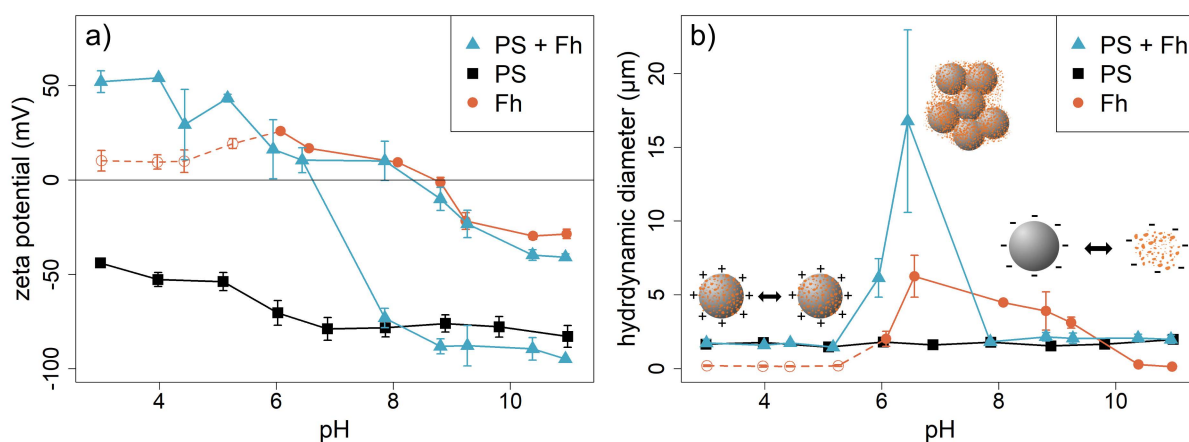 a)
PS + Fh
PS
Fh
zeta potential (mV)
50
0
-50
-100
4
6
8
10
pH
b)
PS + Fh
PS
Fh
hydrdynamic diameter (µm)
20
15
10
5
0
4
6
8
10
pH